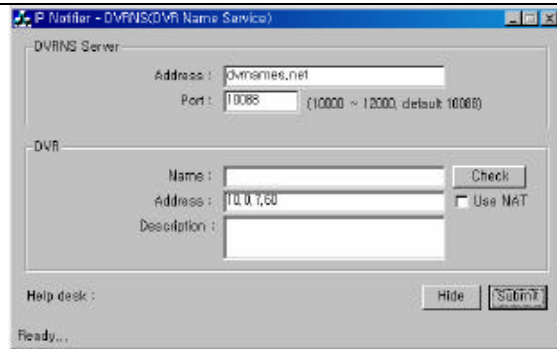 IP Notifier - DVRNS(DVR Name Service)
DVRNS Server
Address : dvrnames.net
Port : 10088 (10000 ~ 12000, default 10088)
DVR
Name : Check
Address : 10,0,7,60 Use NAT
Description :
Help desk : Hide Submit
Ready...